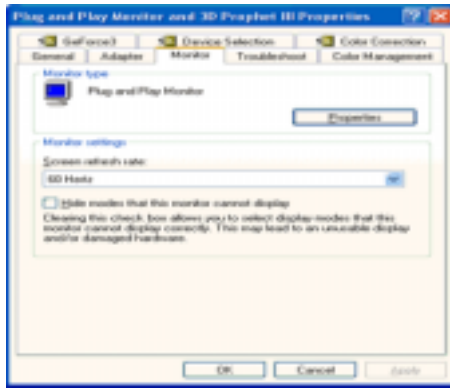 Plug and Play Monitor and 3D Prophet III Properties
GeForce3 Device Selection Color Correction
General Adapter Monitor Troubleshoot Color Management
Monitor type
Plug and Play Monitor
Properties
Monitor settings
Screen refresh rate:
60 Hertz
Hide modes that this monitor cannot display
Clearing this check box allows you to select display modes that this
monitor cannot display correctly. This may lead to an unusable display
and/or damaged hardware.
OK Cancel Apply